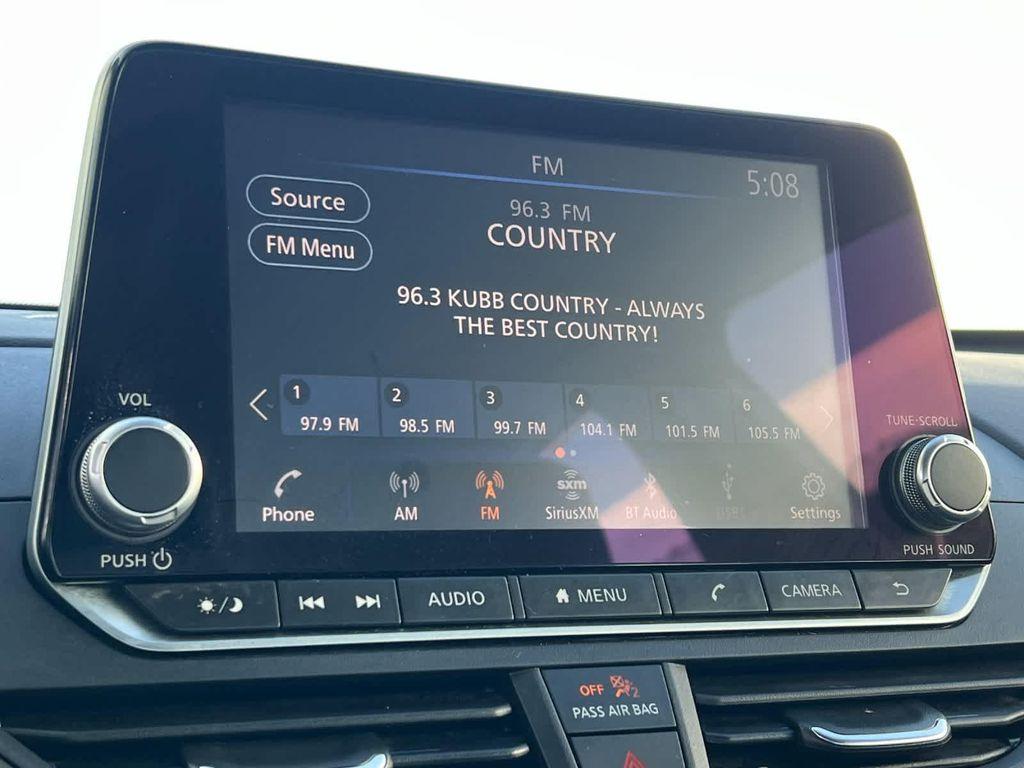 FM
5:08
Source
96.3 FM
COUNTRY
FM Menu
96.3 KUBB COUNTRY - ALWAYS
THE BEST COUNTRY!
1 2 3 4 5 6
97.9 FM 98.5 FM 99.7 FM 104.1 FM 101.5 FM 105.5 FM
VOL
TUNE·SCROLL
sxm
Phone AM FM SiriusXM BT Audio Settings
PUSH
PUSH SOUND
AUDIO MENU CAMERA
OFF 2
PASS AIR BAG